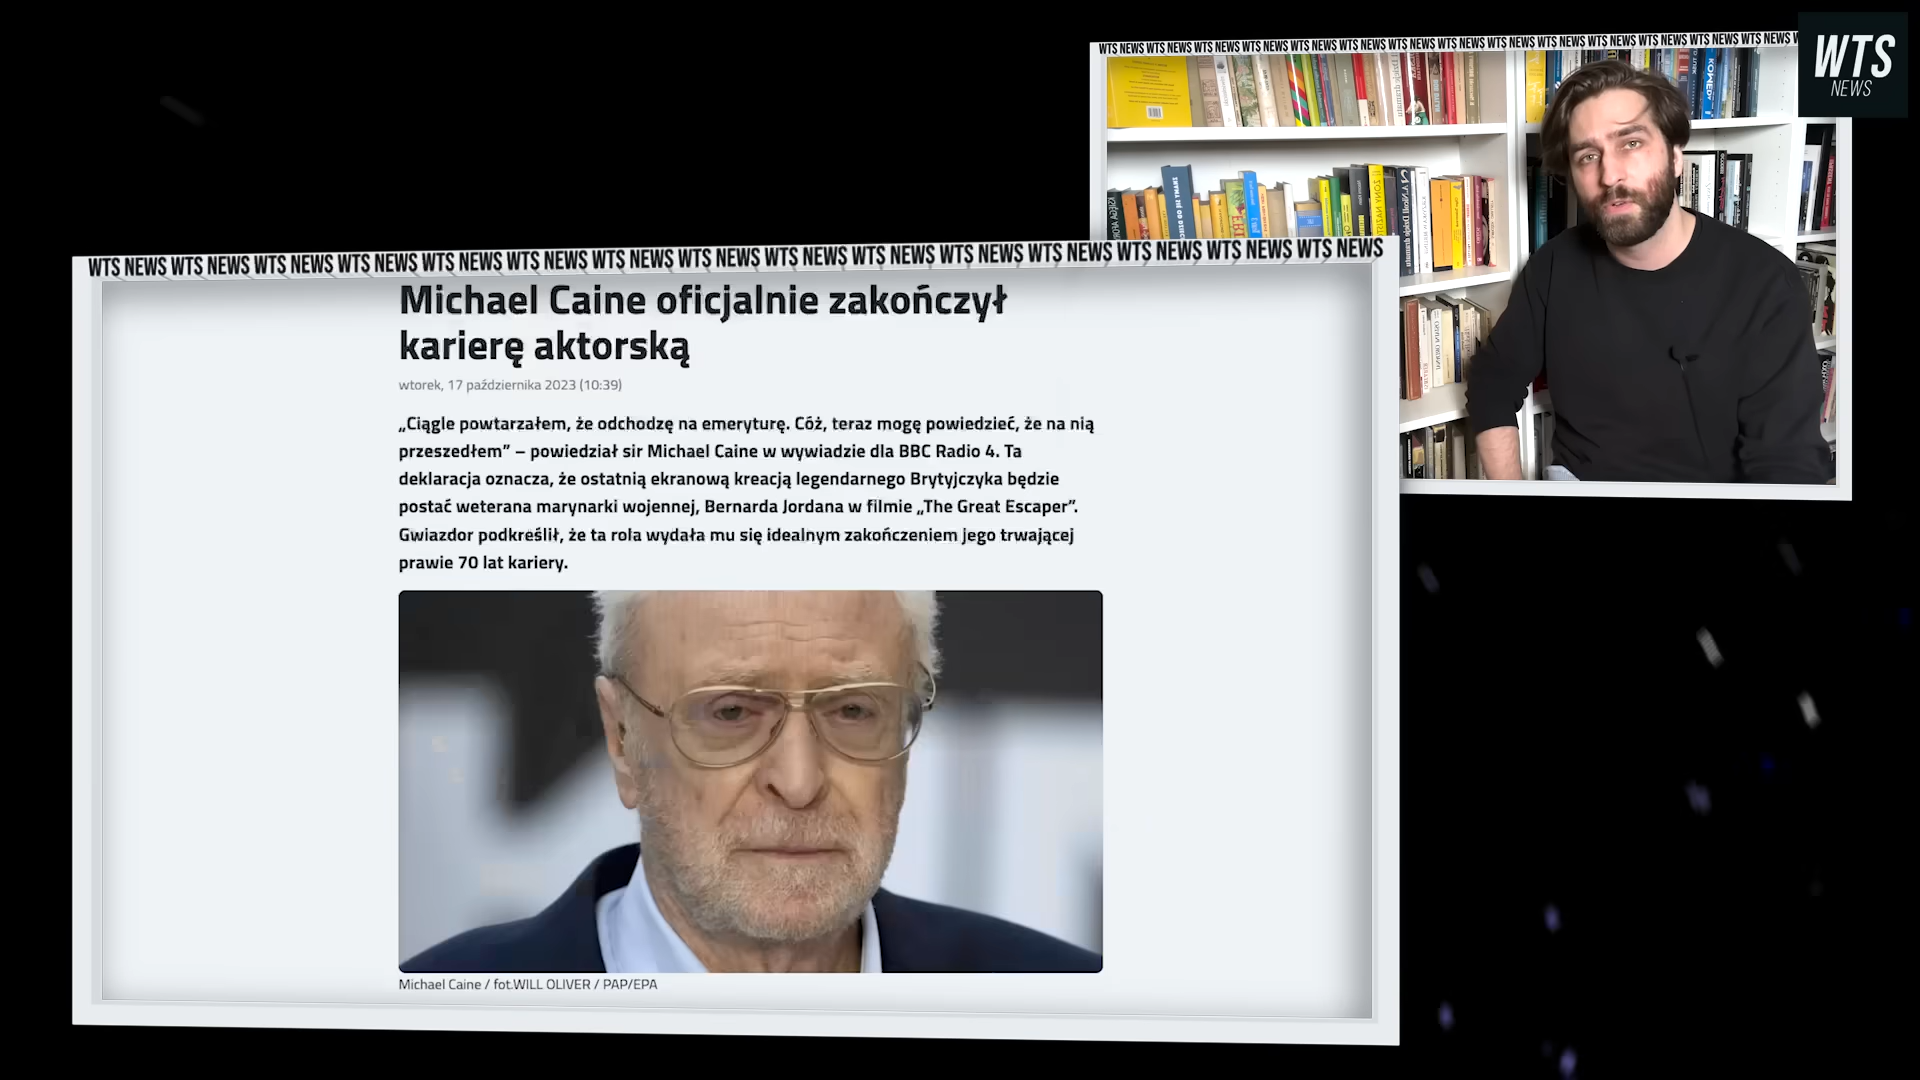 WTS NEWS WTS NEWS WTS NEWS WTS NEWS WTS NEWS WTS NEWS WTS NEWS WTS NEWS WTS NEWS WTS NEWS WTS NEWS WTS NEWS WTS NEWS WTS NEWS WTS NEWS
WTS
NEWS
KOMEDY
WTS NEWS WTS NEWS WTS NEWS WTS NEWS WTS NEWS WTS NEWS WTS NEWS WTS NEWS WTS NEWS WTS NEWS WTS NEWS WTS NEWS WTS NEWS WTS NEWS WTS NEWS
Michael Caine oficjalnie zakończył
karierę aktorską
wtorek, 17 października 2023 (10:39)
„Ciągle powtarzałem, że odchodzę na emeryturę. Cóż, teraz mogę powiedzieć, że na nią
przeszedłem” – powiedział sir Michael Caine w wywiadzie dla BBC Radio 4. Ta
deklaracja oznacza, że ostatnią ekranową kreacją legendarnego Brytyjczyka będzie
postać weterana marynarki wojennej, Bernarda Jordana w filmie „The Great Escaper”.
Gwiazdor podkreślił, że ta rola wydała mu się idealnym zakończeniem jego trwającej
prawie 70 lat kariery.
Michael Caine / fot.WILL OLIVER / PAP/EPA